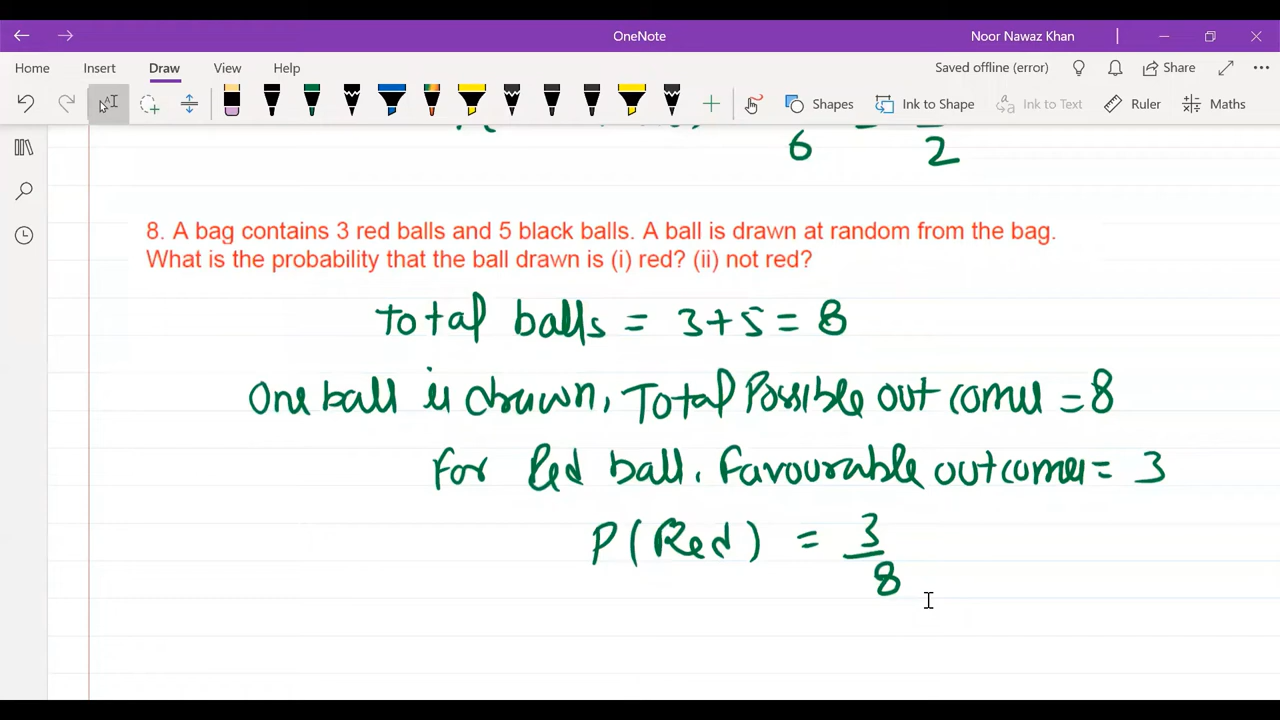 OneNote
Noor Nawaz Khan
Home Insert Draw View Help
Saved offline (error)
Share
Shapes Ink to Shape Ink to Text Ruler Maths
6 2
8. A bag contains 3 red balls and 5 black balls. A ball is drawn at random from the bag.
What is the probability that the ball drawn is (i) red? (ii) not red?
Total balls = 3+5 = 8
One ball is drawn, Total Possible outcomes = 8
For Red ball. Favourable outcomes = 3
P(Red) = 3/8